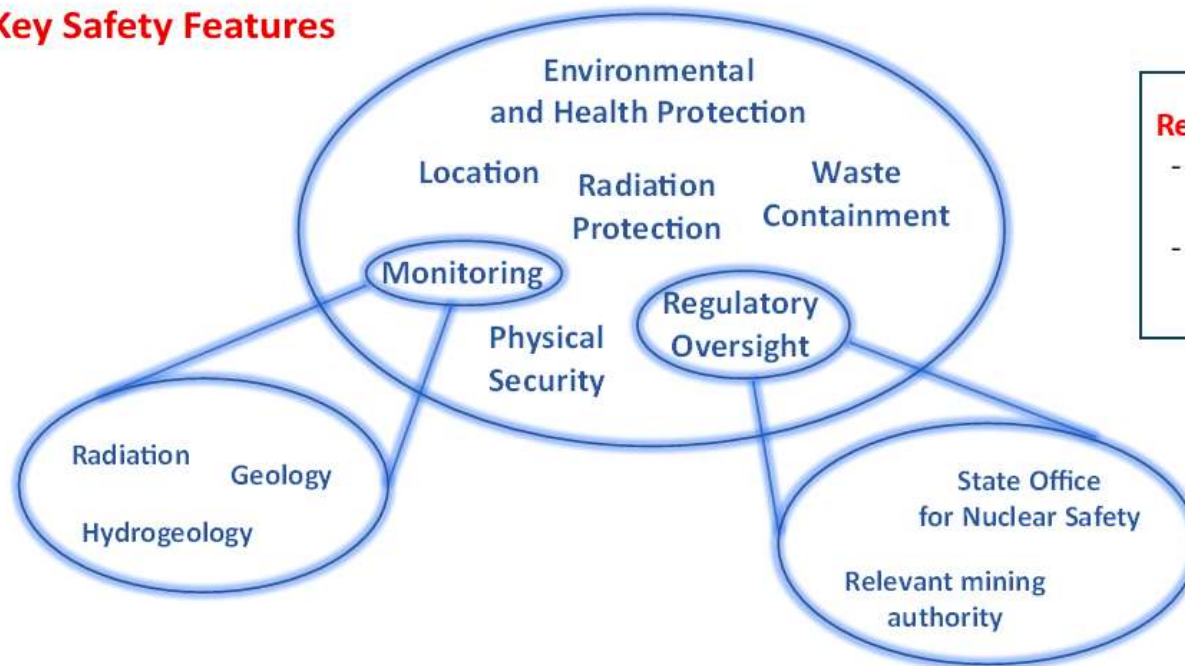 Key Safety Features
Environmental
and Health Protection
Location
Radiation
Protection
Waste
Containment
Monitoring
Regulatory
Oversight
Physical
Security
Radiation
Geology
Hydrogeology
State Office
for Nuclear Safety
Relevant mining
authority
Re
-
-